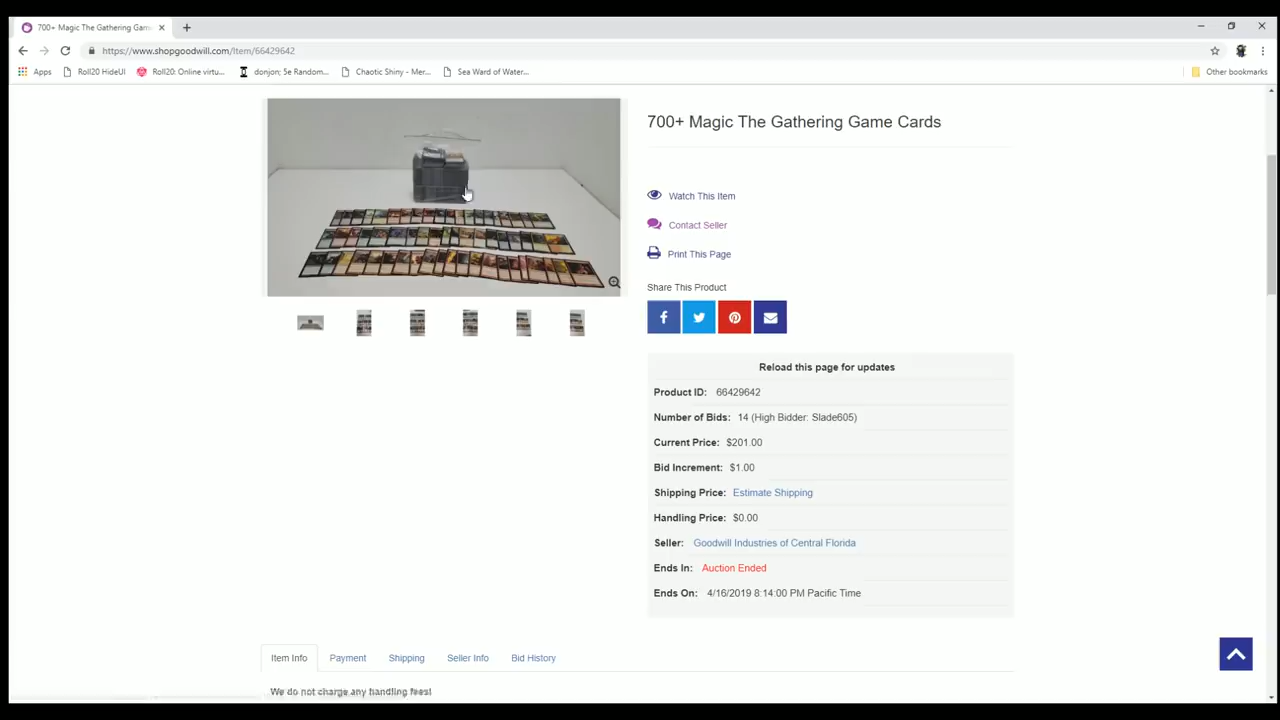 700+ Magic The Gathering Gam
https://www.shopgoodwill.com/Item/66429642
Apps Roll20 HideUI Roll20: Online virtu... donjon; 5e Random... Chaotic Shiny - Mer... Sea Ward of Water... Other bookmarks
700+ Magic The Gathering Game Cards
Watch This Item
Contact Seller
Print This Page
Share This Product
Reload this page for updates
Product ID: 66429642
Number of Bids: 14 (High Bidder: Slade605)
Current Price: $201.00
Bid Increment: $1.00
Shipping Price: Estimate Shipping
Handling Price: $0.00
Seller: Goodwill Industries of Central Florida
Ends In: Auction Ended
Ends On: 4/16/2019 8:14:00 PM Pacific Time
Item Info Payment Shipping Seller Info Bid History
We do not charge any handling fees!